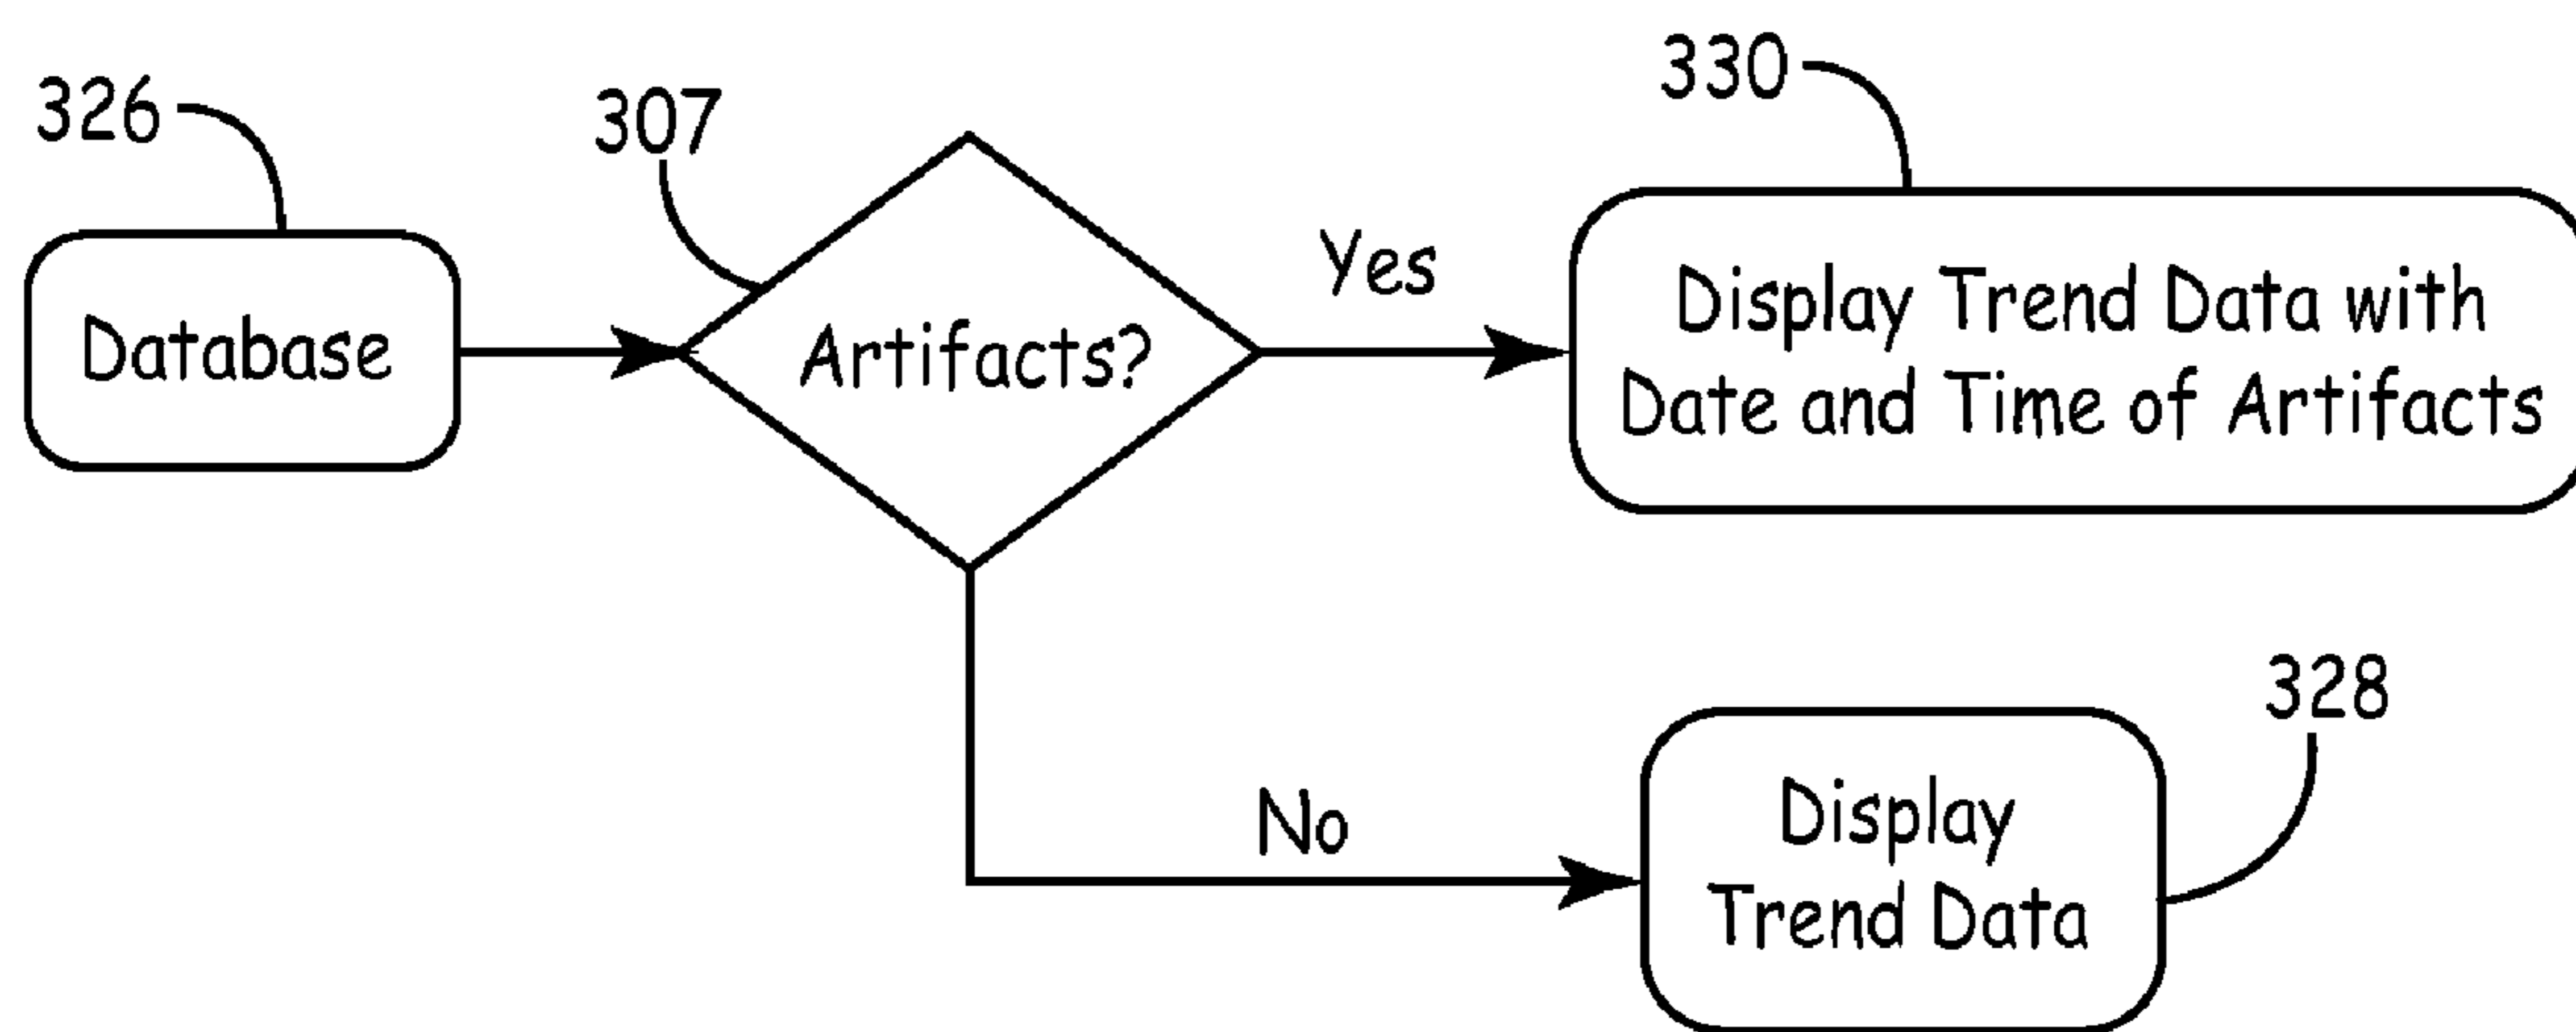 326
307
330
Database
Artifacts?
Yes
Display Trend Data with
Date and Time of Artifacts
No
328
Display
Trend Data